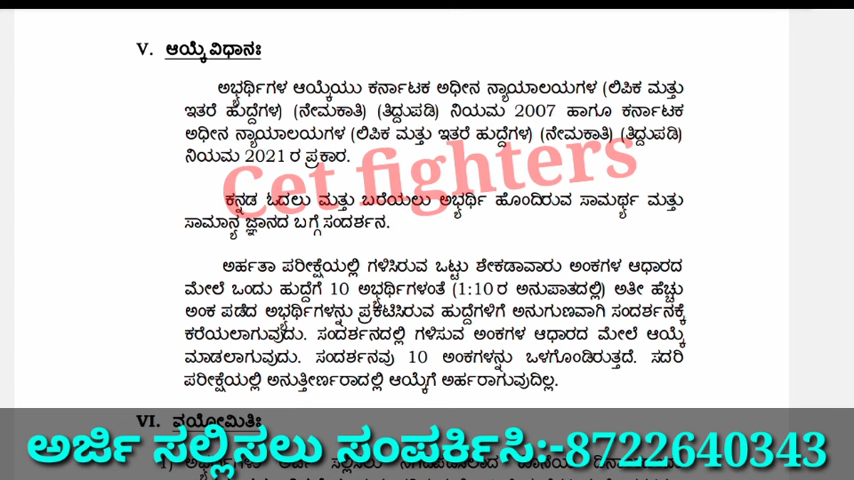 V. ಆಯ್ಕೆ ವಿಧಾನಃ
ಅಭ್ಯರ್ಥಿಗಳ ಆಯ್ಕೆಯು ಕರ್ನಾಟಕ ಅಧೀನ ನ್ಯಾಯಾಲಯಗಳ (ಲಿಪಿಕ ಮತ್ತು
ಇತರೆ ಹುದ್ದೆಗಳ) (ನೇಮಕಾತಿ) (ತಿದ್ದುಪಡಿ) ನಿಯಮ 2007 ಹಾಗೂ ಕರ್ನಾಟಕ
ಅಧೀನ ನ್ಯಾಯಾಲಯಗಳ (ಲಿಪಿಕ ಮತ್ತು ಇತರೆ ಹುದ್ದೆಗಳ) (ನೇಮಕಾತಿ) (ತಿದ್ದುಪಡಿ)
ನಿಯಮ 2021 ರ ಪ್ರಕಾರ.
Cet fighters
ಕನ್ನಡ ಓದಲು ಮತ್ತು ಬರೆಯಲು ಅಭ್ಯರ್ಥಿ ಹೊಂದಿರುವ ಸಾಮರ್ಥ್ಯ ಮತ್ತು
ಸಾಮಾನ್ಯ ಜ್ಞಾನದ ಬಗ್ಗೆ ಸಂದರ್ಶನ.
ಅರ್ಹತಾ ಪರೀಕ್ಷೆಯಲ್ಲಿ ಗಳಿಸಿರುವ ಒಟ್ಟು ಶೇಕಡಾವಾರು ಅಂಕಗಳ ಆಧಾರದ
ಮೇಲೆ ಒಂದು ಹುದ್ದೆಗೆ 10 ಅಭ್ಯರ್ಥಿಗಳಂತೆ (1:10 ರ ಅನುಪಾತದಲ್ಲಿ) ಅತೀ ಹೆಚ್ಚು
ಅಂಕ ಪಡೆದ ಅಭ್ಯರ್ಥಿಗಳನ್ನು ಪ್ರಕಟಿಸಿರುವ ಹುದ್ದೆಗಳಿಗೆ ಅನುಗುಣವಾಗಿ ಸಂದರ್ಶನಕ್ಕೆ
ಕರೆಯಲಾಗುವುದು. ಸಂದರ್ಶನದಲ್ಲಿ ಗಳಿಸುವ ಅಂಕಗಳ ಆಧಾರದ ಮೇಲೆ ಆಯ್ಕೆ
ಮಾಡಲಾಗುವುದು. ಸಂದರ್ಶನವು 10 ಅಂಕಗಳನ್ನು ಒಳಗೊಂಡಿರುತ್ತದೆ. ಸದರಿ
ಪರೀಕ್ಷೆಯಲ್ಲಿ ಅನುತ್ತೀರ್ಣರಾದಲ್ಲಿ ಆಯ್ಕೆಗೆ ಅರ್ಹರಾಗುವುದಿಲ್ಲ.
VI. ವಯೋಮಿತಿಃ
ಅರ್ಜಿ ಸಲ್ಲಿಸಲು ಸಂಪರ್ಕಿಸಿ:-8722640343